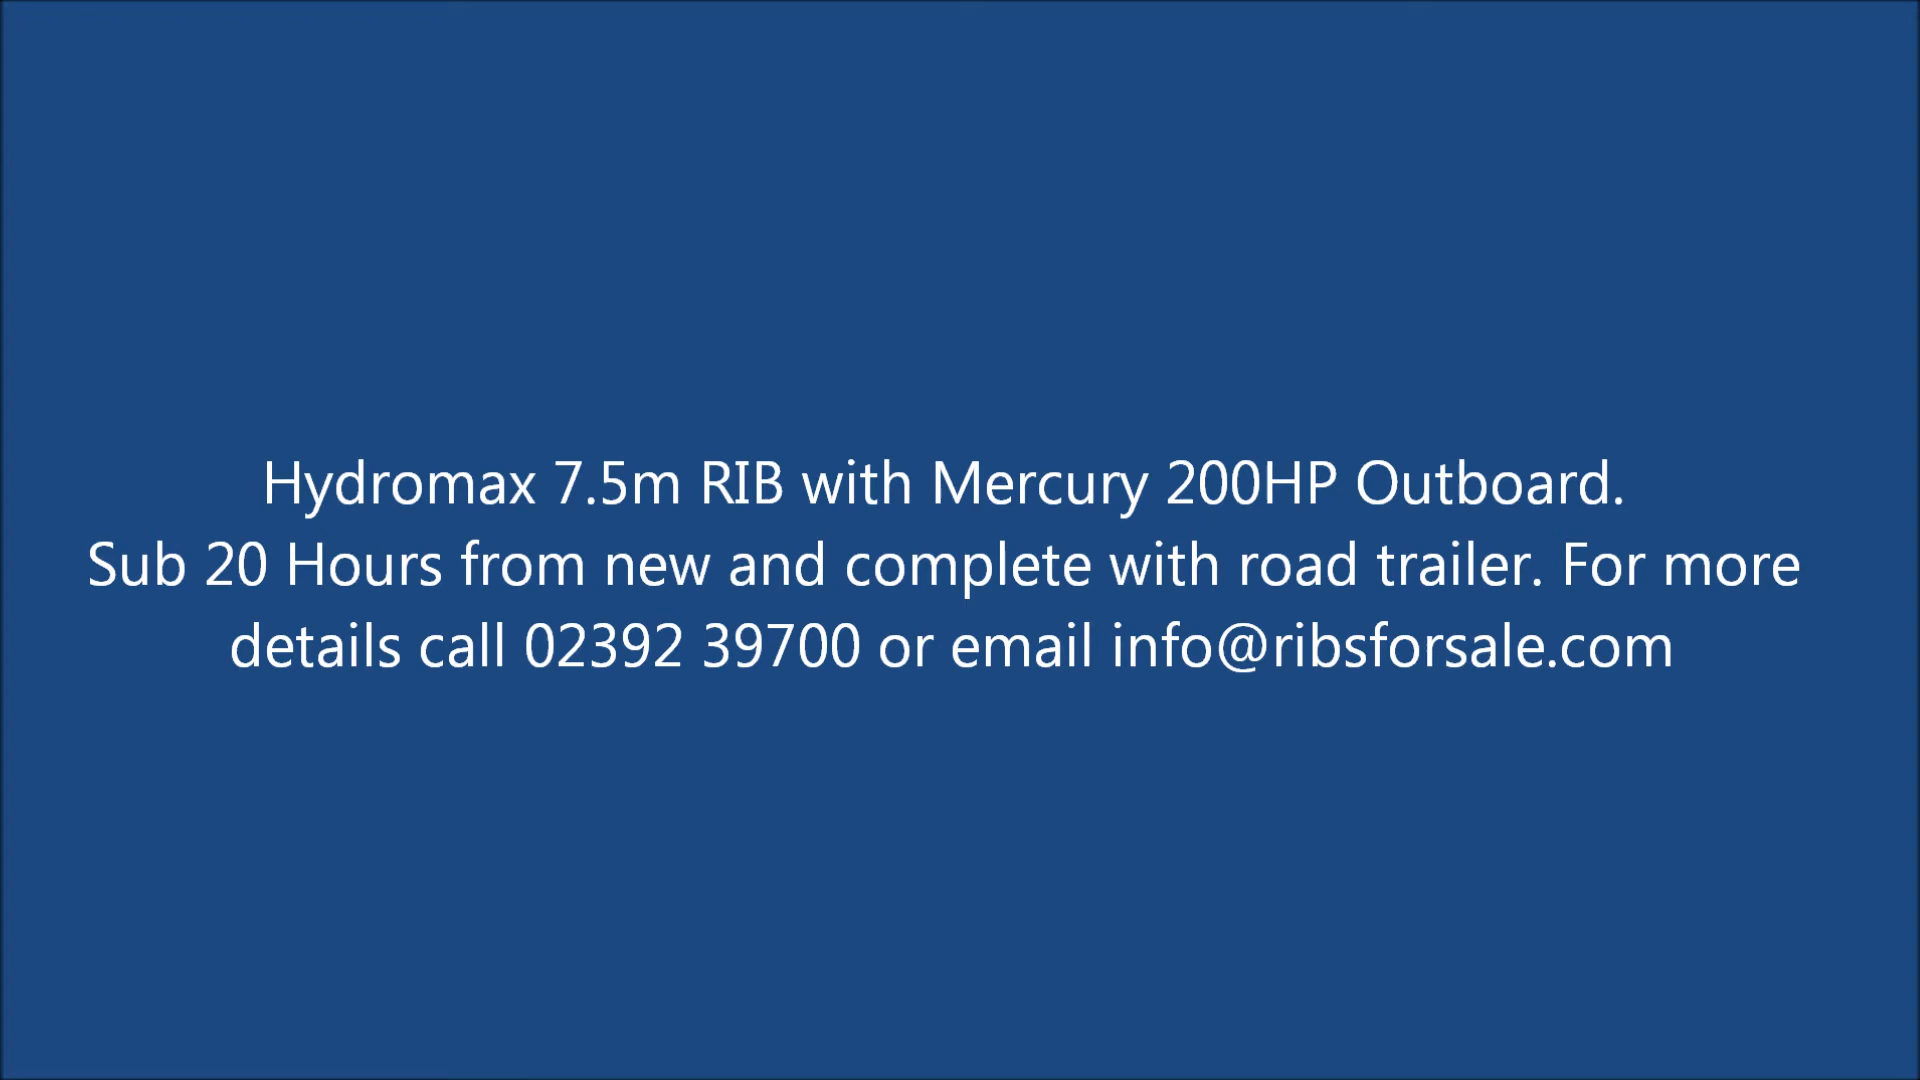 Hydromax 7.5m RIB with Mercury 200HP Outboard.
Sub 20 Hours from new and complete with road trailer. For more
details call 02392 39700 or email info@ribsforsale.com